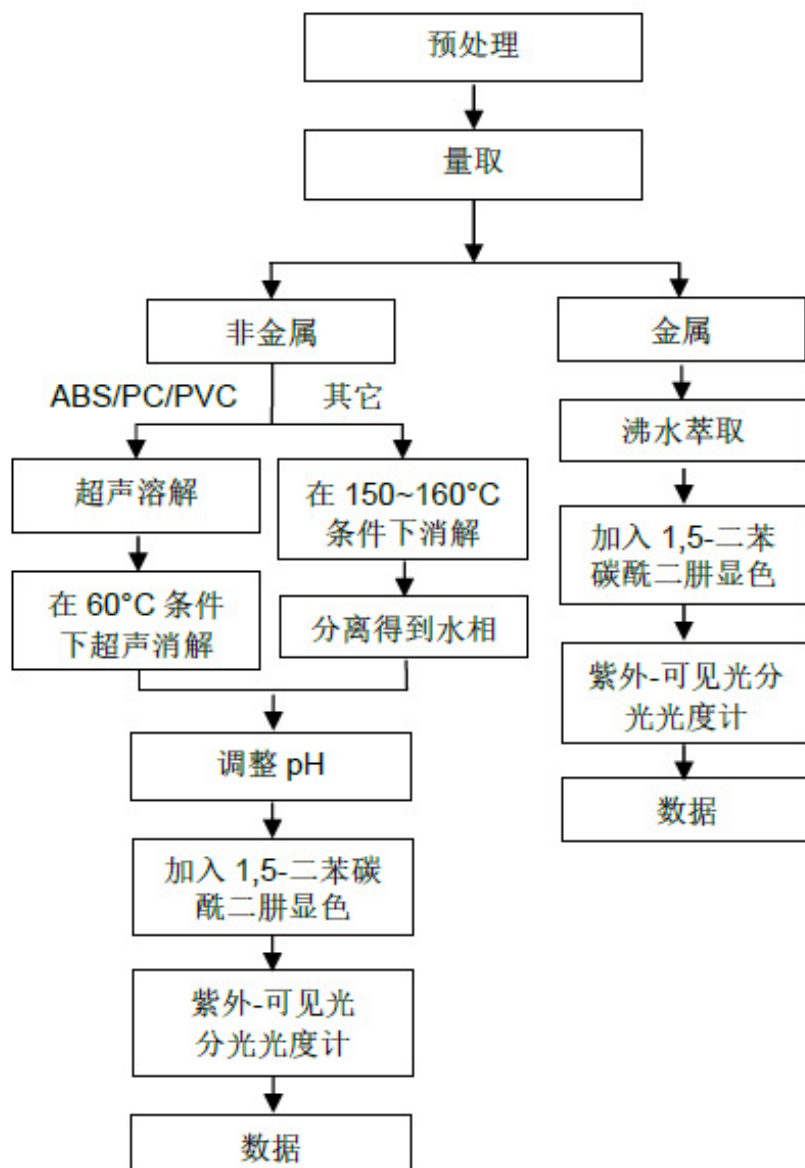 预处理
量取
非金属
金属
ABS/PC/PVC
其它
沸水萃取
超声溶解
在 150~160°C
条件下消解
加入 1,5-二苯
碳酰二肼显色
在 60°C 条件
下超声消解
分离得到水相
紫外-可见光分
光光度计
调整 pH
数据
加入 1,5-二苯碳
酰二肼显色
紫外-可见光
分光光度计
数据